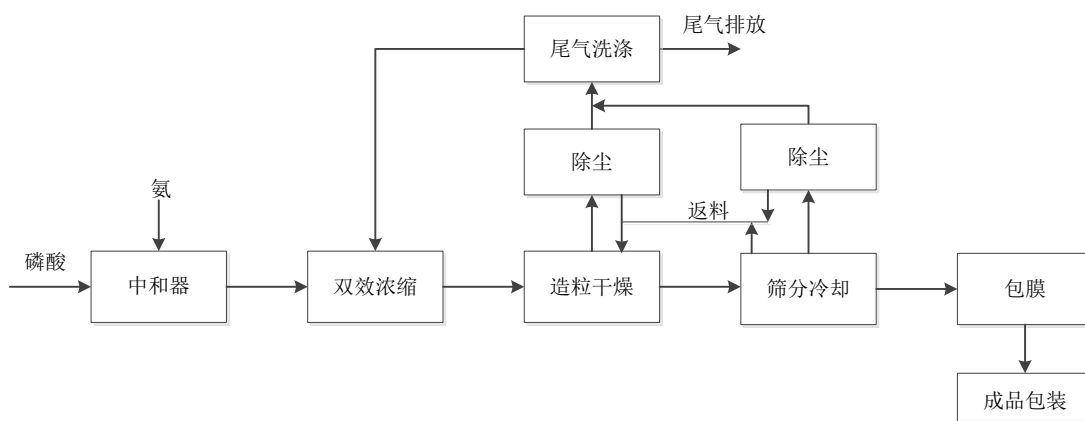 尾气排放
尾气洗涤
除尘
除尘
氨
返料
磷酸
中和器
双效浓缩
造粒干燥
筛分冷却
包膜
成品包装